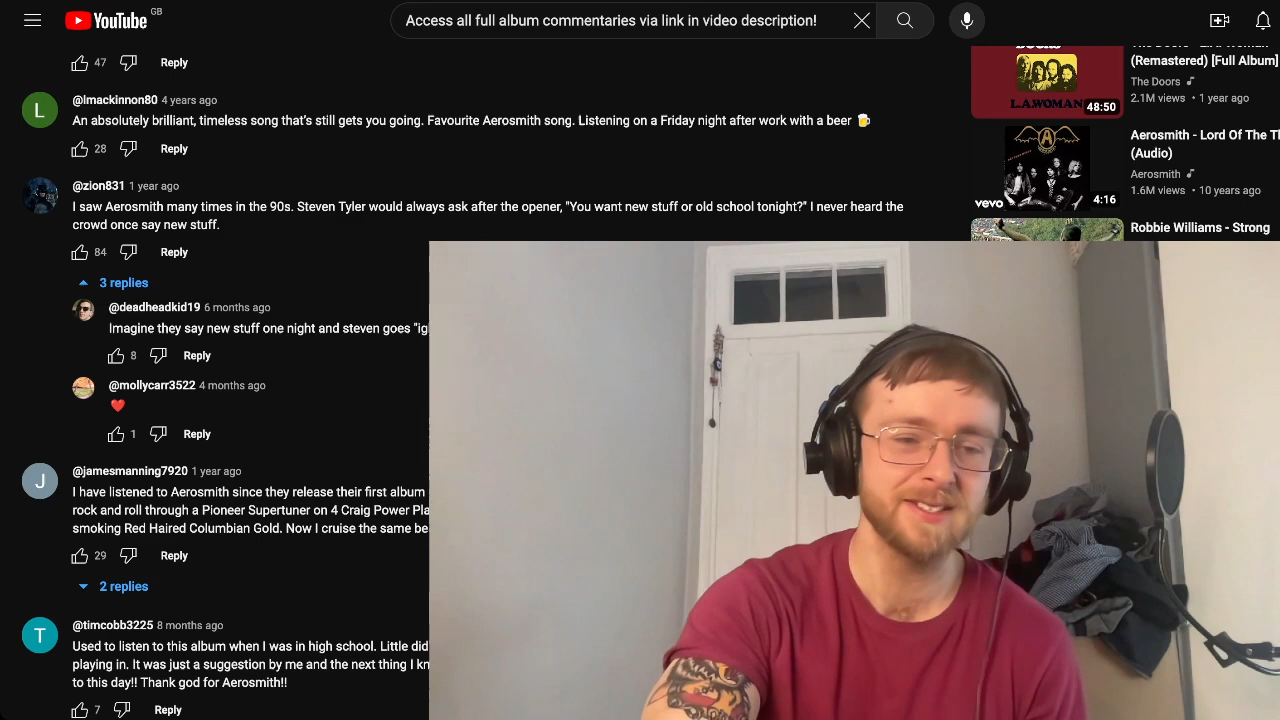 YouTube GB
Access all full album commentaries via link in video description!
47 Reply
@lmackinnon80 4 years ago
An absolutely brilliant, timeless song that's still gets you going. Favourite Aerosmith song. Listening on a Friday night after work with a beer 🍺
28 Reply
@zion831 1 year ago
I saw Aerosmith many times in the 90s. Steven Tyler would always ask after the opener, "You want new stuff or old school tonight?" I never heard the
crowd once say new stuff.
84 Reply
3 replies
@deadheadkid19 6 months ago
Imagine they say new stuff one night and steven goes "ig
8 Reply
@mollycarr3522 4 months ago
❤️
1 Reply
J
@jamesmanning7920 1 year ago
I have listened to Aerosmith since they release their first album
rock and roll through a Pioneer Supertuner on 4 Craig Power Pla
smoking Red Haired Columbian Gold. Now I cruise the same be
29 Reply
2 replies
T
@timcobb3225 8 months ago
Used to listen to this album when I was in high school. Little did
playing in. It was just a suggestion by me and the next thing I kn
to this day!! Thank god for Aerosmith!!
7 Reply
L
L.A.WOMAN
48:50
(Remastered) [Full Album]
The Doors
2.1M views • 1 year ago
vevo
4:16
Aerosmith - Lord Of The T
(Audio)
Aerosmith
1.6M views • 10 years ago
Robbie Williams - Strong